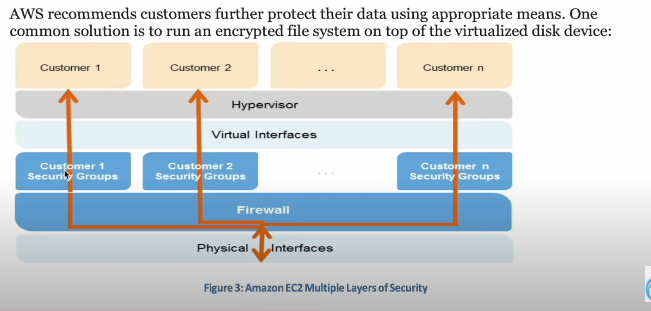 AWS recommends customers further protect their data using appropriate means. One
common solution is to run an encrypted file system on top of the virtualized disk device:
Customer 1 Customer 2 ... Customer n
Hypervisor
Virtual Interfaces
Customer 1 Customer 2 Customer n
Security Groups Security Groups ... Security Groups
Firewall
Physical Interfaces
Figure 3: Amazon EC2 Multiple Layers of Security